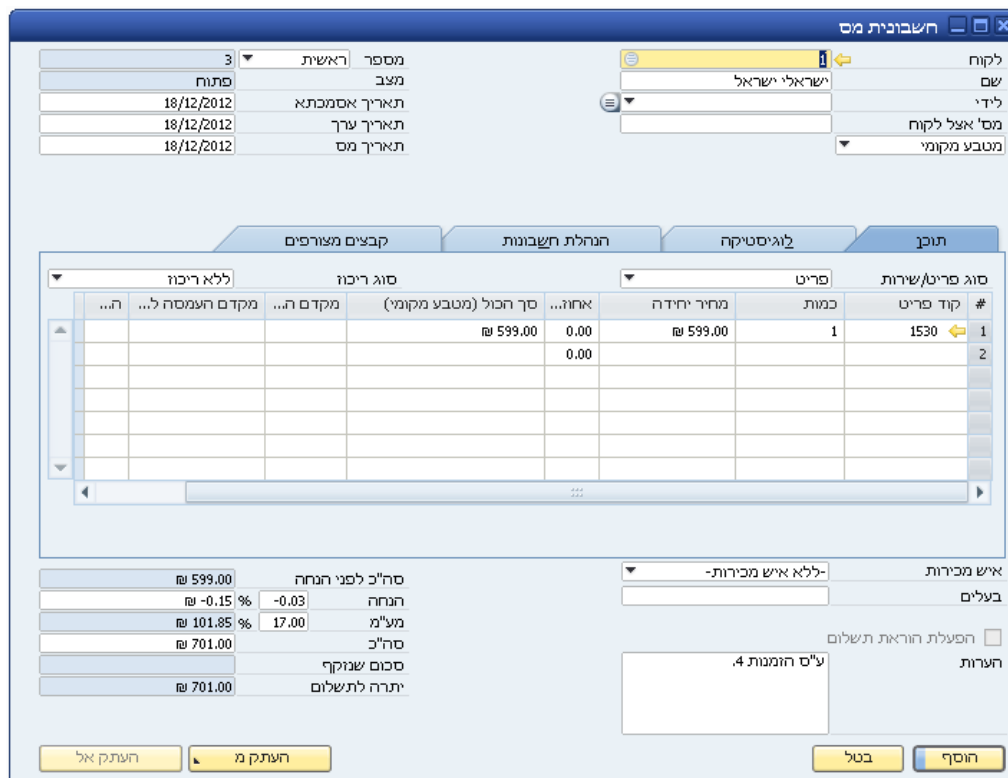 חשבונית מס
לקוח 1
שם ישראלי ישראל
לידי
מס' אצל לקוח
מטבע מקומי
מספר ראשית 3
מצב פתוח
תאריך אסמכתא 18/12/2012
תאריך ערך 18/12/2012
תאריך מס 18/12/2012
תוכן לוגיסטיקה הנהלת חשבונות קבצים מצורפים
סוג פריט/שירות פריט סוג ריכוז ללא ריכוז
# קוד פריט כמות מחיר יחידה אחוז... סך הכול (מטבע מקומי) מקדם ה... מקדם העמסה ל... ה...
1 1530 1 599.00 ₪ 0.00 599.00 ₪
2 0.00
איש מכירות -ללא איש מכירות-
בעלים
הפעלת הוראת תשלום
הערות ע"ס הזמנות 4.
סה"כ לפני הנחה 599.00 ₪
הנחה -0.03 % -0.15 ₪
מע"מ 17.00 % 101.85 ₪
סה"כ 701.00 ₪
סכום שנזקף
יתרה לתשלום 701.00 ₪
הוסף בטל העתק מ העתק אל